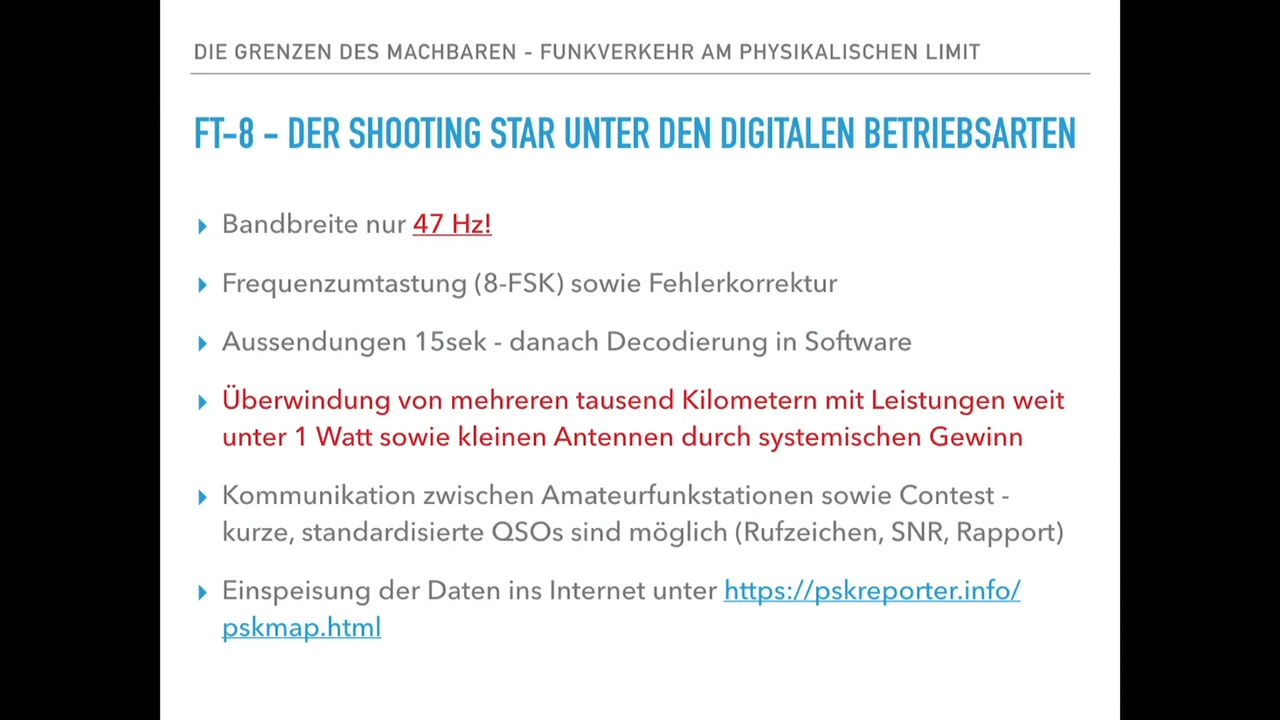 DIE GRENZEN DES MACHBAREN - FUNKVERKEHR AM PHYSIKALISCHEN LIMIT
FT-8 - DER SHOOTING STAR UNTER DEN DIGITALEN BETRIEBSARTEN
Bandbreite nur 47 Hz!
Frequenzumtastung (8-FSK) sowie Fehlerkorrektur
Aussendungen 15sek - danach Decodierung in Software
Überwindung von mehreren tausend Kilometern mit Leistungen weit
unter 1 Watt sowie kleinen Antennen durch systemischen Gewinn
Kommunikation zwischen Amateurfunkstationen sowie Contest -
kurze, standardisierte QSOs sind möglich (Rufzeichen, SNR, Rapport)
Einspeisung der Daten ins Internet unter https://pskreporter.info/
pskmap.html